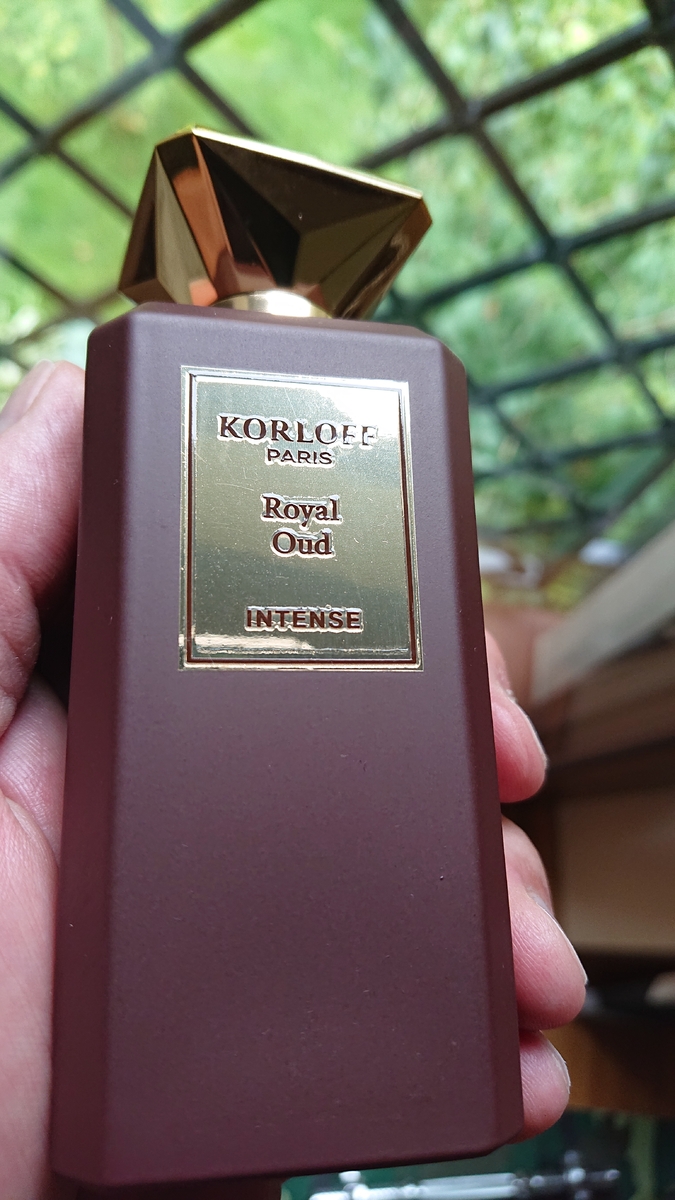 KORLOFF
PARIS
Royal
Oud
INTENSE